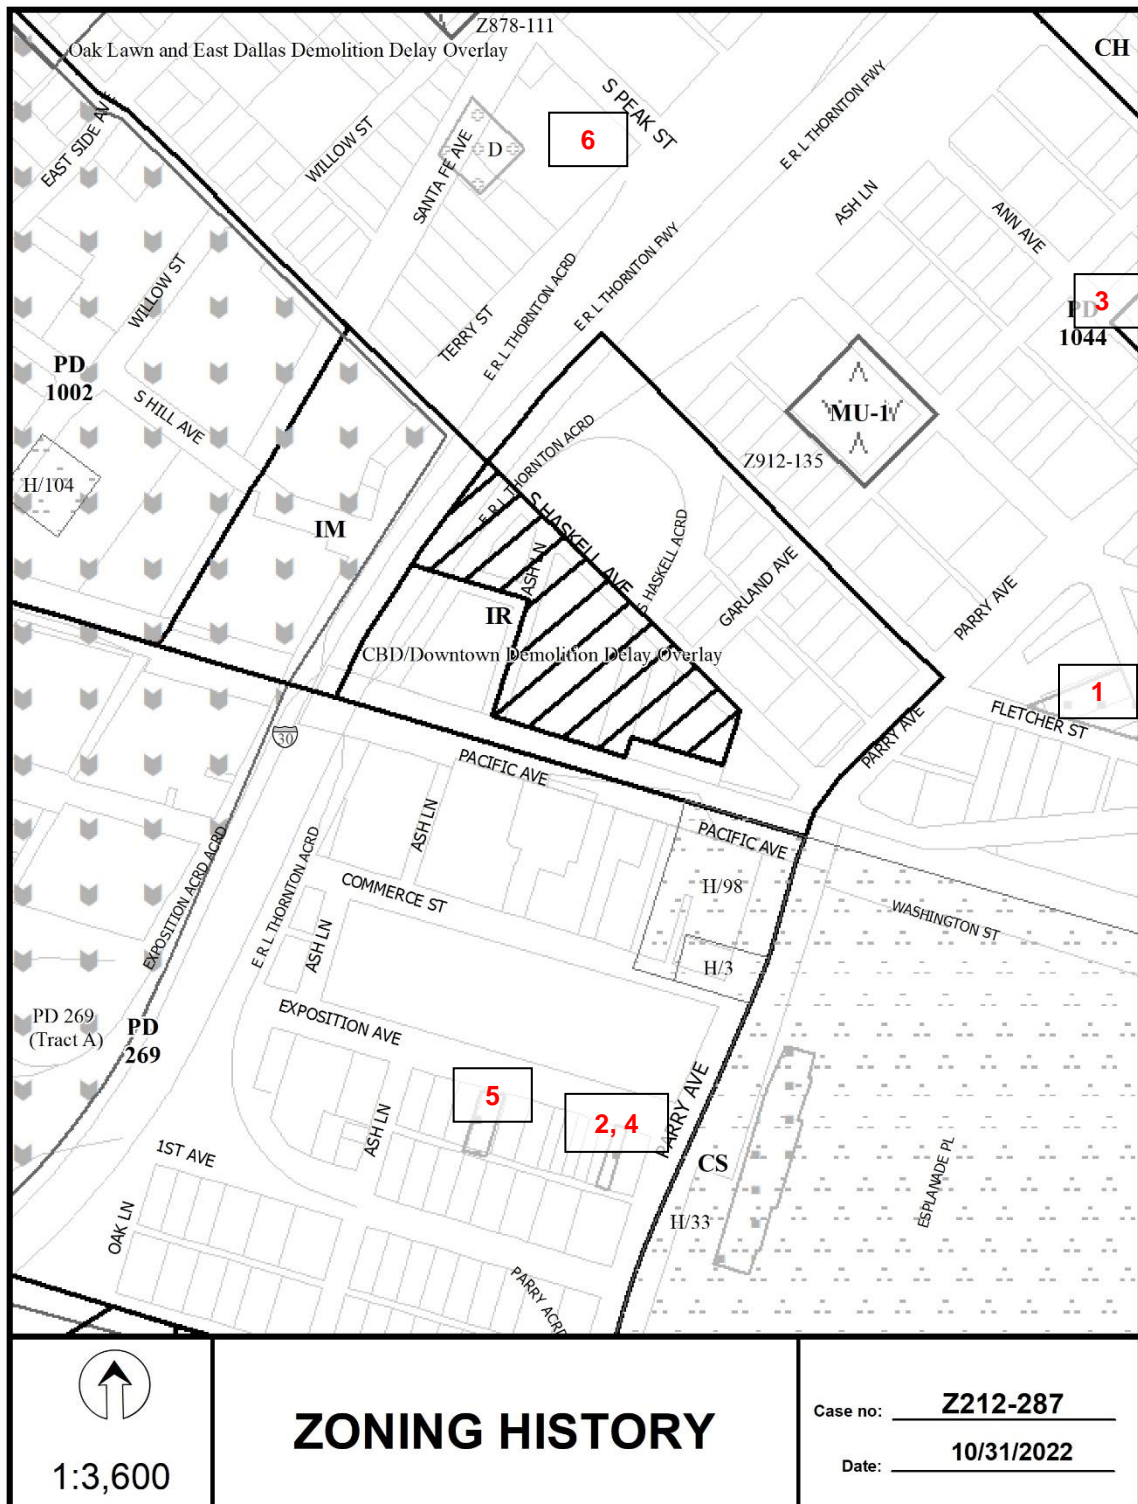 Z878-111
Oak Lawn and East Dallas Demolition Delay Overlay
CH
S PEAK ST
E R L THORNTON FWY
EAST SIDE AVE
WILLOW ST
SANTA FE AVE
D
6
ASH LN
ANN AVE
WILLOW ST
TERRY ST
E R L THORNTON ACRD
E R L THORNTON FWY
3
PD
1044
PD
1002
S HILL AVE
MU-1
E R L THORNTON ACRD
Z912-135
H/104
IM
S HASKELL AVE
ASH LN
S HASKELL ACRD
GARLAND AVE
PARRY AVE
IR
CBD/Downtown Demolition Delay Overlay
1
FLETCHER ST
PARRY AVE
30
PACIFIC AVE
ASH LN
PACIFIC AVE
EXPOSITION ACRD ACRD
E R L THORNTON ACRD
COMMERCE ST
H/98
WASHINGTON ST
ASH LN
H/3
PD 269
(Tract A)
PD
269
EXPOSITION AVE
5
2, 4
PARRY AVE
ASH LN
1ST AVE
CS
ESPLANADE PL
OAK LN
H/33
PARRY ACRD
1:3,600
ZONING HISTORY
Case no: Z212-287
Date: 10/31/2022